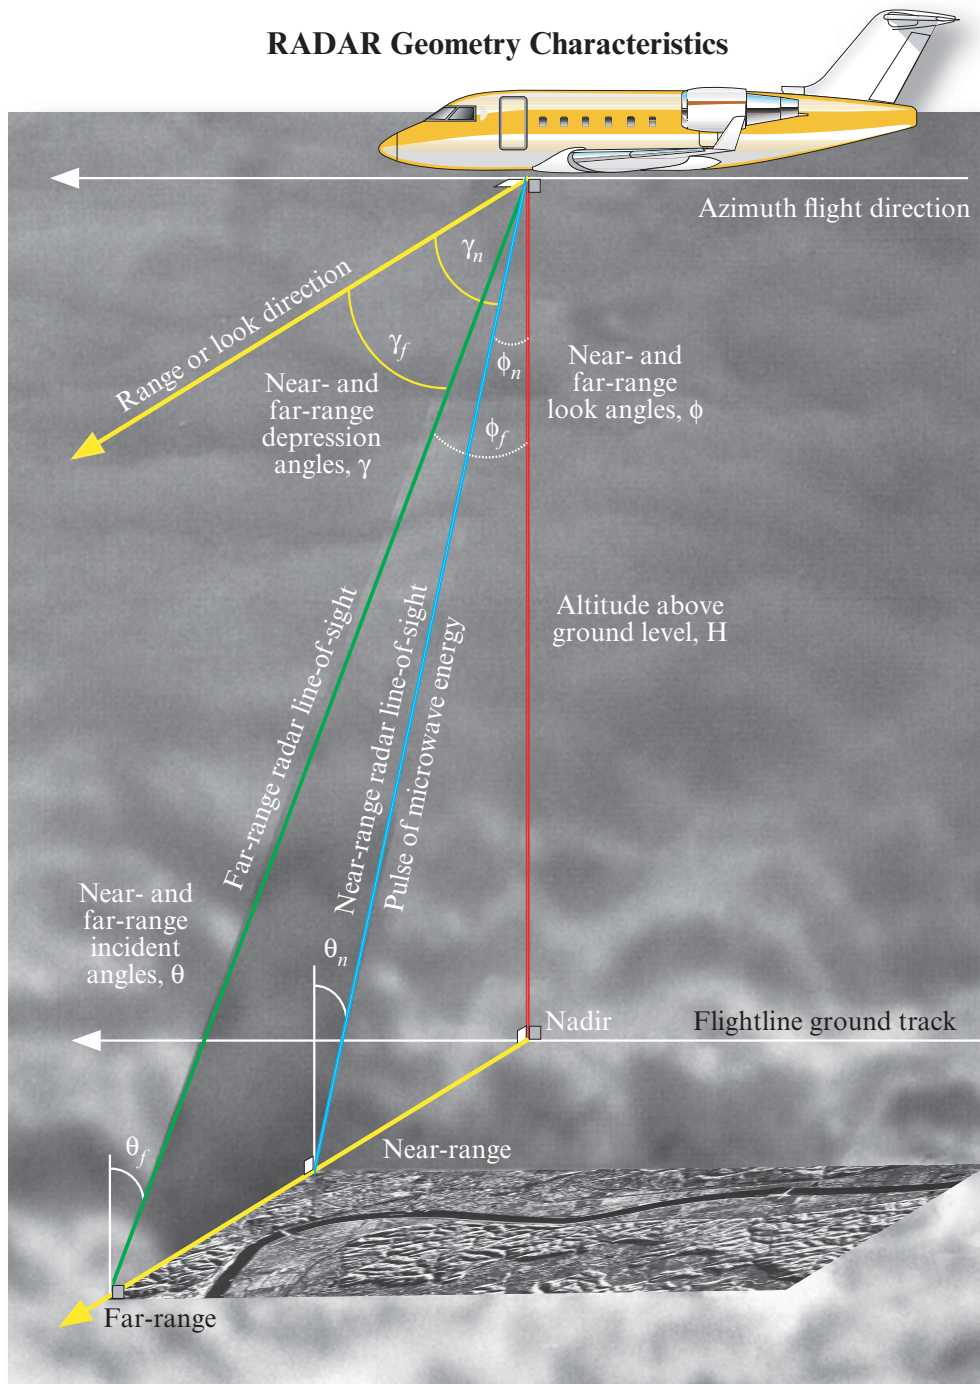 RADAR Geometry Characteristics
Azimuth flight direction
Range or look direction
γn
γf
Near- and
far-range
depression
angles, γ
ϕn
ϕf
Near- and
far-range
look angles, ϕ
Altitude above
ground level, H
Far-range radar line-of-sight
Near-range radar line-of-sight
Pulse of microwave energy
Near- and
far-range
incident
angles, θ
θn
Nadir
Flightline ground track
θf
Near-range
Far-range